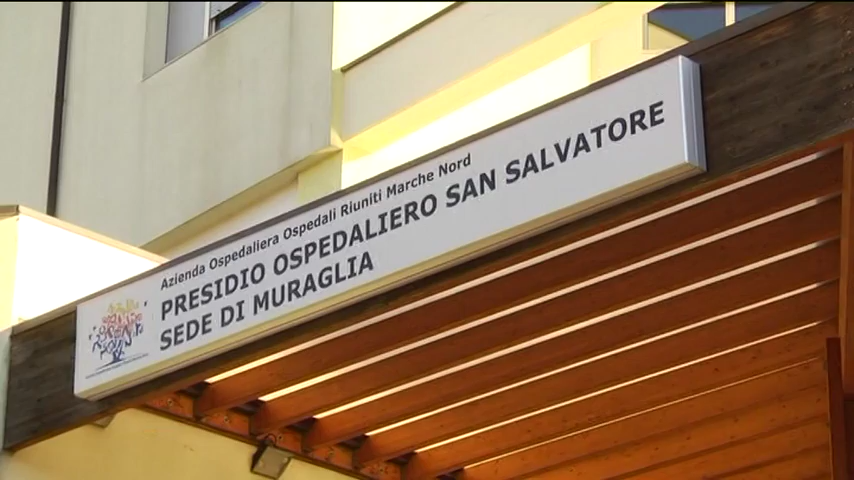 Azienda Ospedaliera Ospedali Riuniti Marche Nord
PRESIDIO OSPEDALIERO SAN SALVATORE
SEDE DI MURAGLIA